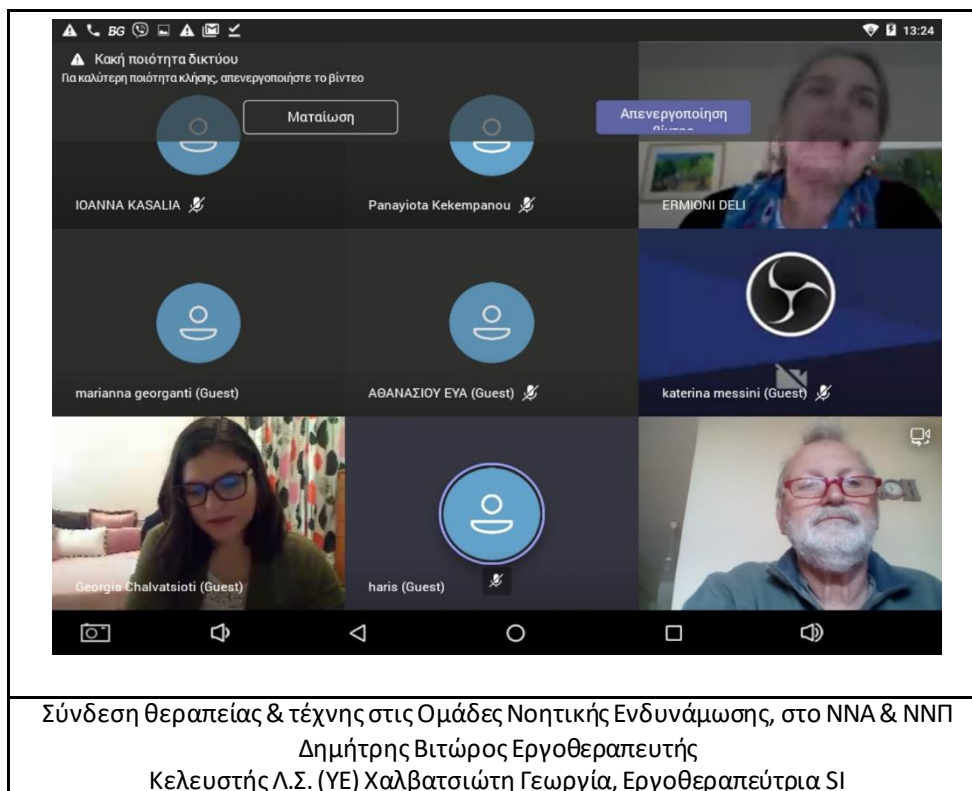 BG
13:24
Κακή ποιότητα δικτύου
Για καλύτερη ποιότητα κλήσης, απενεργοποιήστε το βίντεο
Ματαίωση
Απενεργοποίηση
IOANNA KASALIA
Panayiota Kekempanou
ERMIONI DELI
marianna georganti (Guest)
ΑΘΑΝΑΣΙΟΥ ΕΥΑ (Guest)
katerina messini (Guest)
Georgia Chalvatsioti (Guest)
haris (Guest)
Σύνδεση θεραπείας & τέχνης στις Ομάδες Νοητικής Ενδυνάμωσης, στο ΝΝΑ & ΝΝΠ
Δημήτρης Βιτώρος Εργοθεραπευτής
Κελευστής Λ.Σ. (ΥΕ) Χαλβατσιώτη Γεωργία, Εργοθεραπεύτρια SI